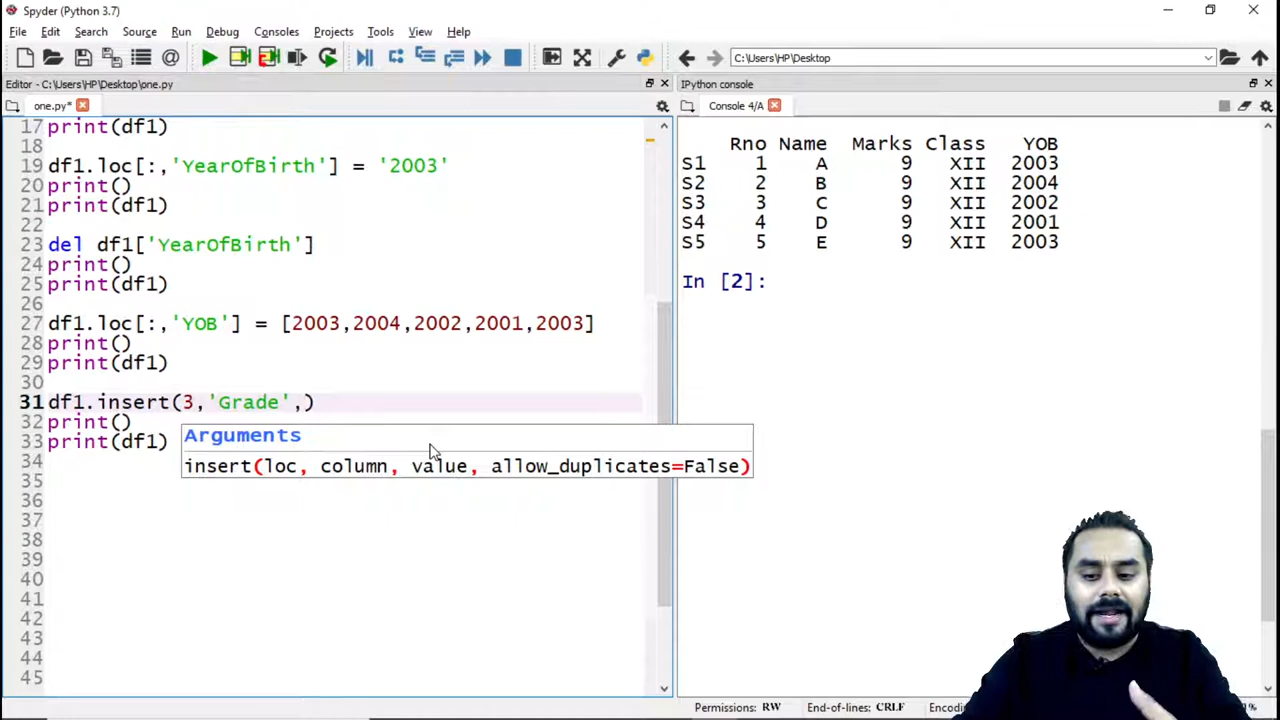 Spyder (Python 3.7)
File Edit Search Source Run Debug Consoles Projects Tools View Help
C:\Users\HP\Desktop
Editor - C:\Users\HP\Desktop\one.py
one.py*
17 print(df1)
18
19 df1.loc[:,'YearOfBirth'] = '2003'
20 print()
21 print(df1)
22
23 del df1['YearOfBirth']
24 print()
25 print(df1)
26
27 df1.loc[:,'YOB'] = [2003,2004,2002,2001,2003]
28 print()
29 print(df1)
30
31 df1.insert(3,'Grade',)
32 print()
33 print(df1)
34
Arguments
insert(loc, column, value, allow_duplicates=False)
35
36
37
38
39
40
41
42
43
44
45
IPython console
Console 4/A
Rno Name Marks Class YOB
S1 1 A 9 XII 2003
S2 2 B 9 XII 2004
S3 3 C 9 XII 2002
S4 4 D 9 XII 2001
S5 5 E 9 XII 2003
In [2]:
Permissions: RW End-of-lines: CRLF